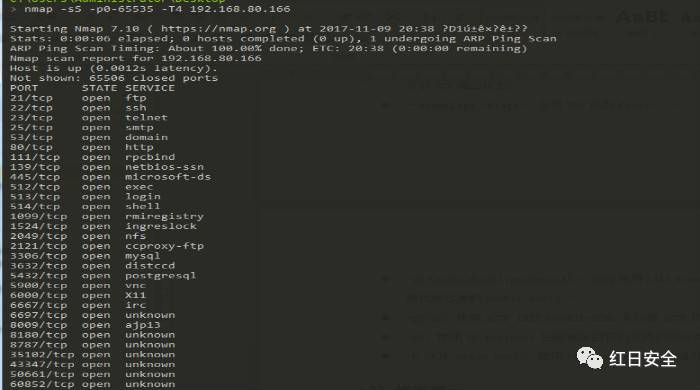 > nmap -sS -p0-65535 -T4 192.168.80.166
Starting Nmap 7.10 ( https://nmap.org ) at 2017-11-09 20:38
Stats: 0:00:06 elapsed; 0 hosts completed (0 up), 1 undergoing ARP Ping Scan
ARP Ping Scan Timing: About 100.00% done; ETC: 20:38 (0:00:00 remaining)
Nmap scan report for 192.168.80.166
Host is up (0.0012s latency).
Not shown: 65506 closed ports
PORT STATE SERVICE
21/tcp open ftp
22/tcp open ssh
23/tcp open telnet
25/tcp open smtp
53/tcp open domain
80/tcp open http
111/tcp open rpcbind
139/tcp open netbios-ssn
445/tcp open microsoft-ds
512/tcp open exec
513/tcp open login
514/tcp open shell
1099/tcp open rmiregistry
1524/tcp open ingreslock
2049/tcp open nfs
2121/tcp open ccproxy-ftp
3306/tcp open mysql
3632/tcp open distccd
5432/tcp open postgresql
5900/tcp open vnc
6000/tcp open X11
6667/tcp open irc
6697/tcp open unknown
8009/tcp open ajp13
8180/tcp open unknown
8787/tcp open unknown
35102/tcp open unknown
43347/tcp open unknown
50661/tcp open unknown
60852/tcp open unknown
红日安全